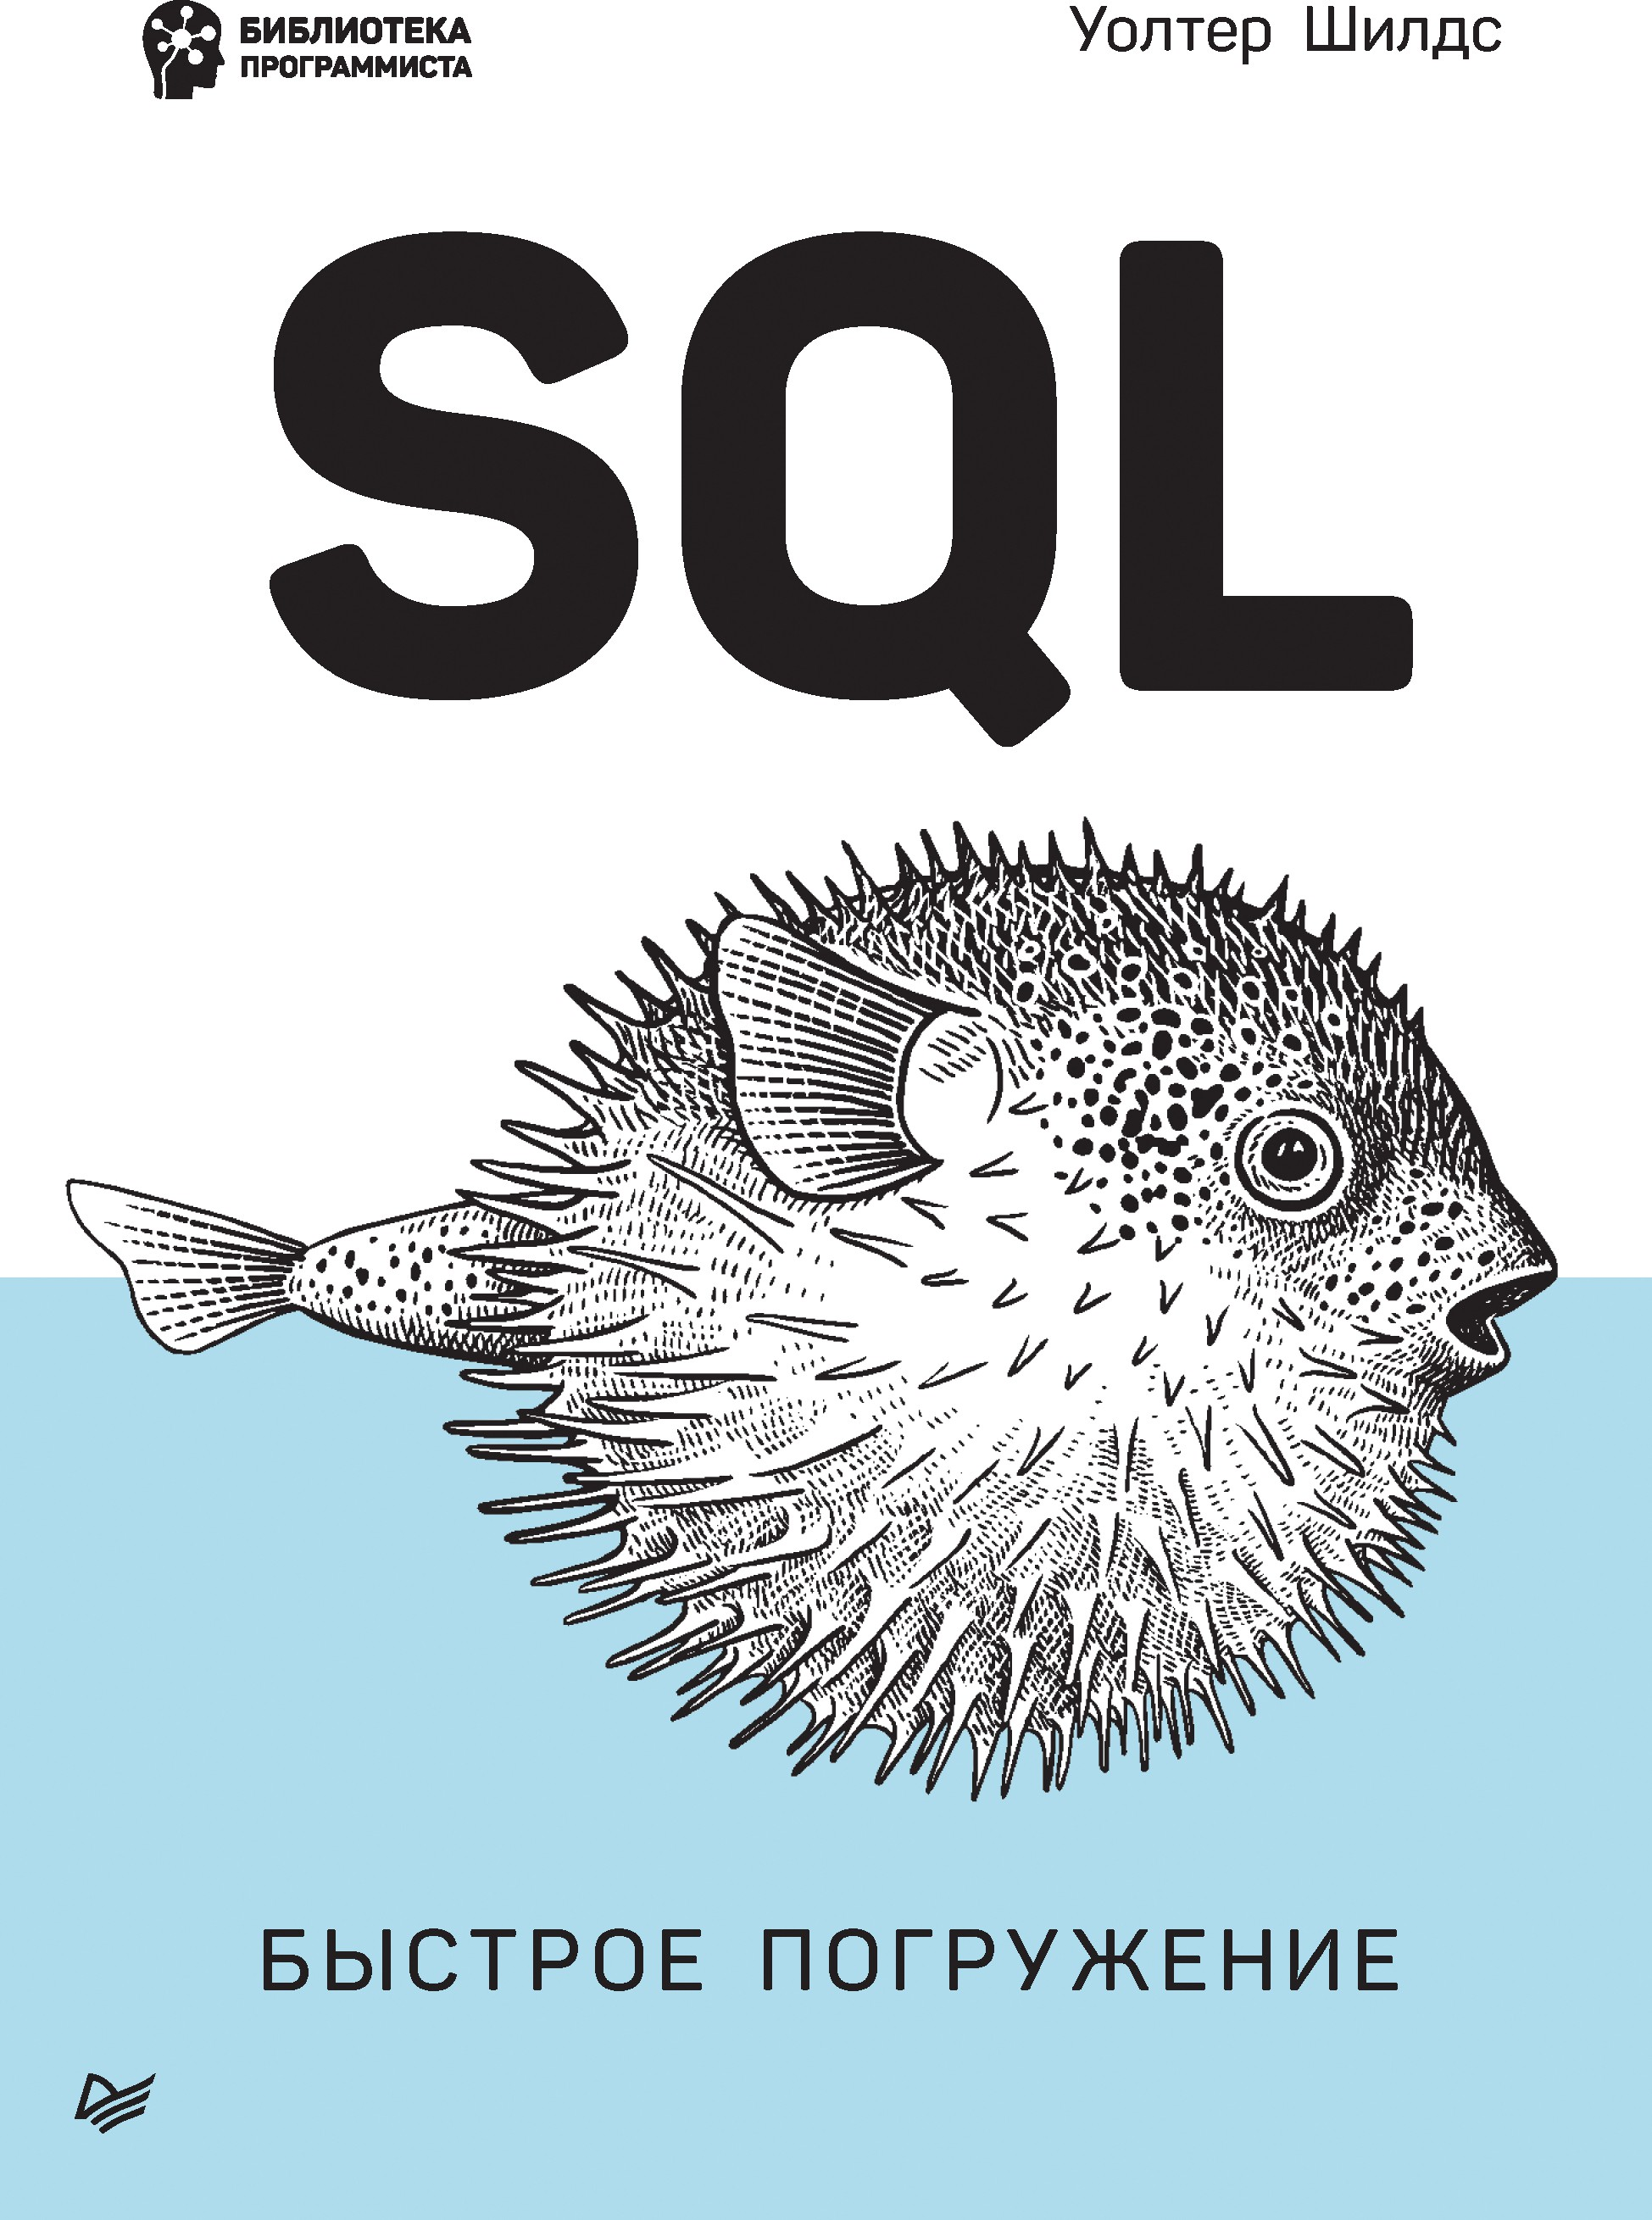 БИБЛИОТЕКА
ПРОГРАММИСТА
Уолтер Шилдс
SQL
БЫСТРОЕ ПОГРУЖЕНИЕ